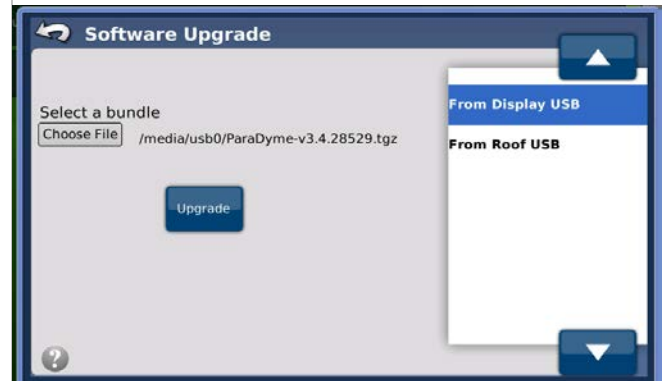 Software Upgrade
Select a bundle
Choose File /media/usb0/ParaDyme-v3.4.28529.tgz
Upgrade
From Display USB
From Roof USB
?